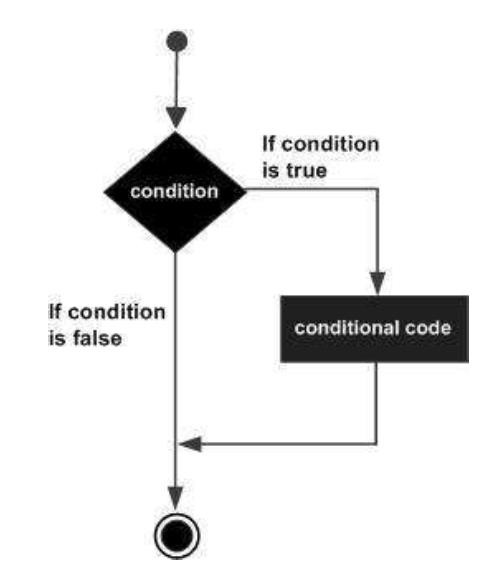 If condition
is true
condition
If condition
is false
conditional code